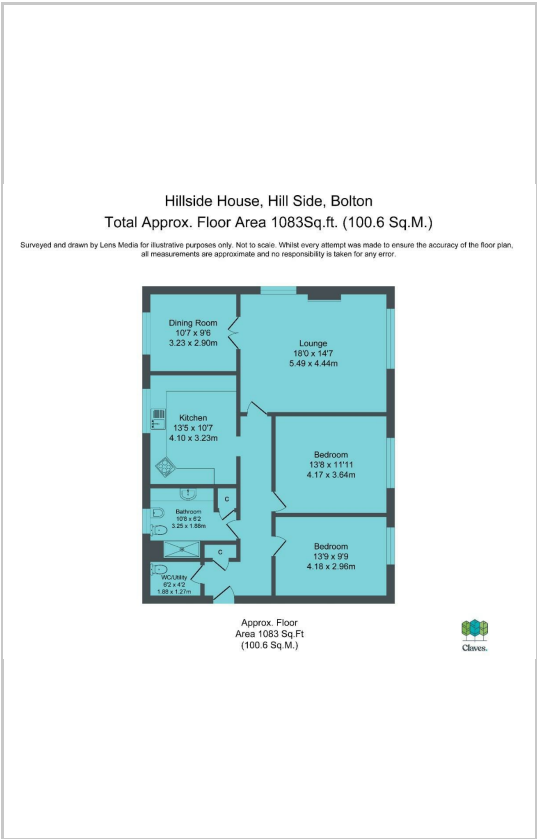 Hillside House, Hill Side, Bolton
Total Approx. Floor Area 1083Sq.ft. (100.6 Sq.M.)
Surveyed and drawn by Lens Media for illustrative purposes only. Not to scale. Whilst every attempt was made to ensure the accuracy of the floor plan,
all measurements are approximate and no responsibility is taken for any error.
Dining Room
10'7 x 9'6
3.23 x 2.90m
Lounge
18'0 x 14'7
5.49 x 4.44m
Kitchen
13'5 x 10'7
4.10 x 3.23m
Bedroom
13'8 x 11'11
4.17 x 3.64m
C
Bathroom
10'8 x 6'2
3.25 x 1.88m
C
Bedroom
13'9 x 9'9
4.18 x 2.96m
WC/Utility
6'2 x 4'2
1.88 x 1.27m
Approx. Floor
Area 1083 Sq.Ft
(100.6 Sq.M.)
Claves.